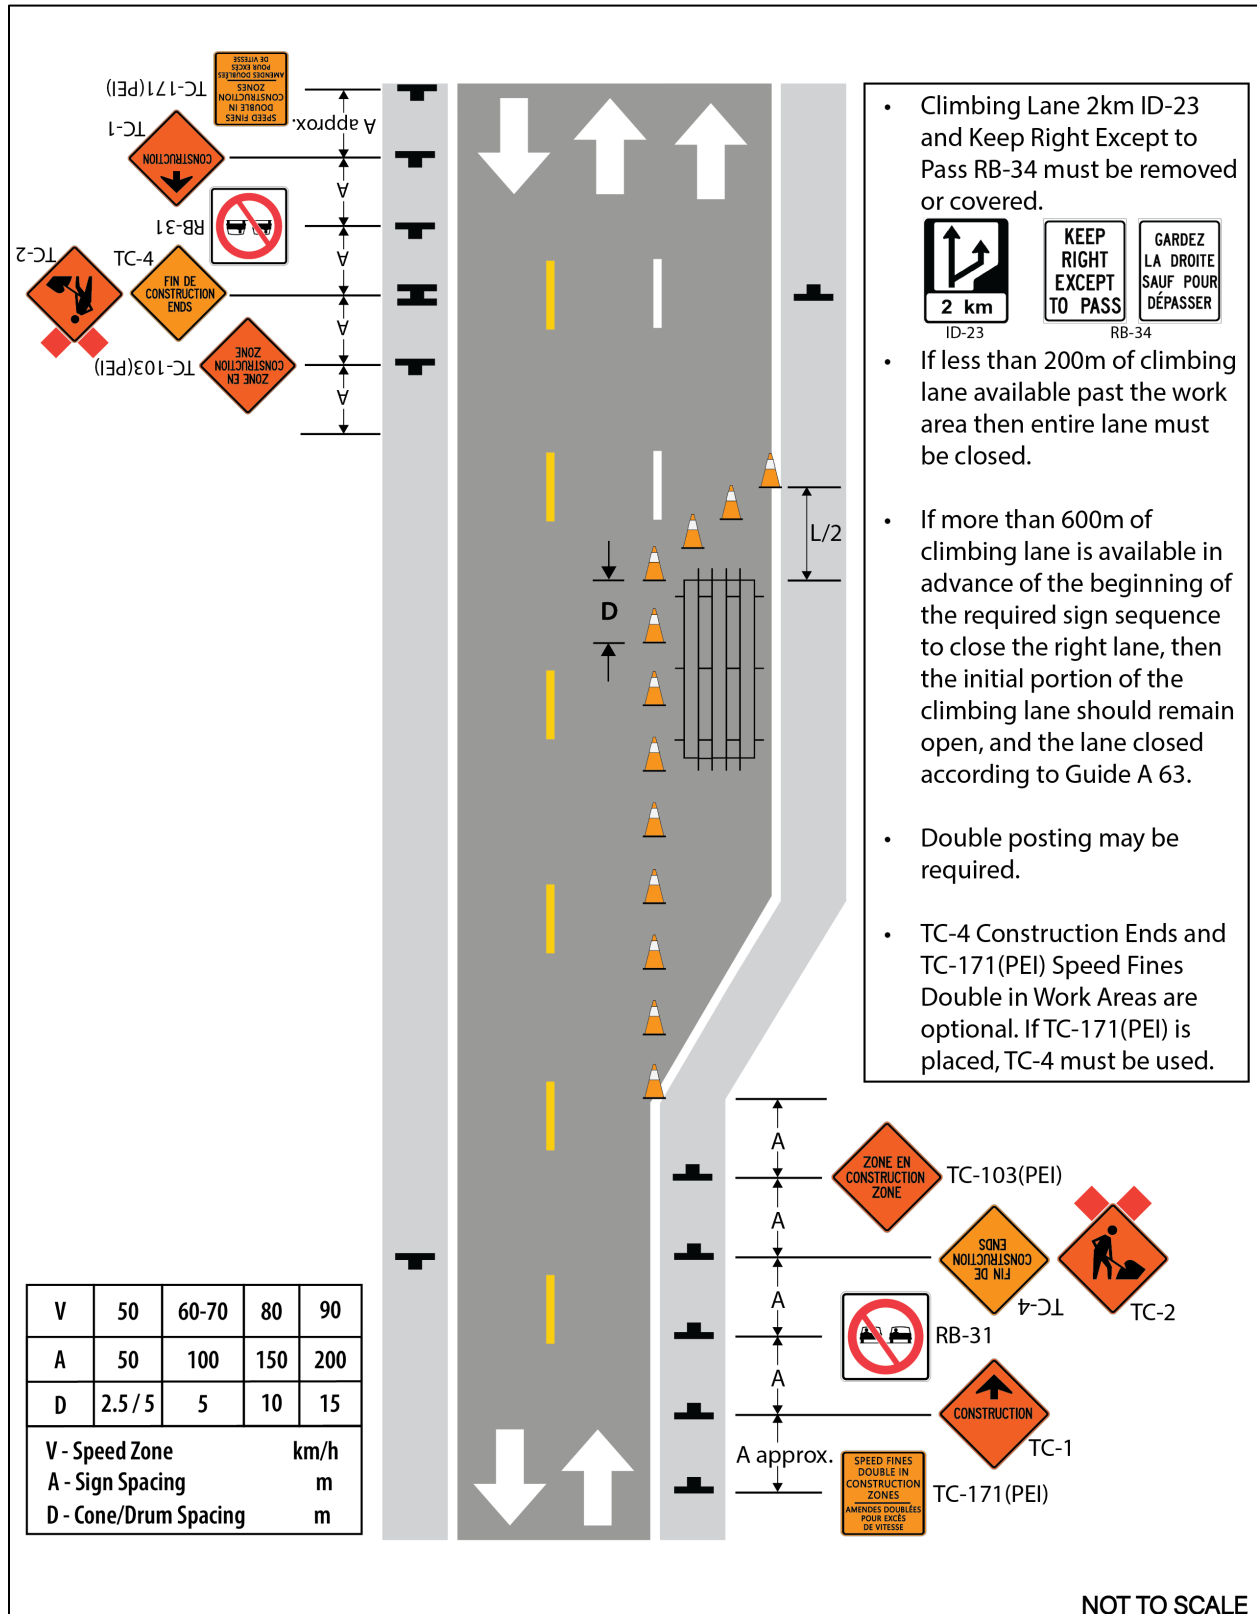 SPEED FINES
DOUBLE IN
CONSTRUCTION
ZONES
AMENDES DOUBLÉES
POUR EXCÈS
DE VITESSE
TC-171(PEI)
A approx.
CONSTRUCTION
TC-1
A
RB-31
A
TC-2
TC-4
FIN DE
CONSTRUCTION
ENDS
A
ZONE EN
CONSTRUCTION
ZONE
TC-103(PEI)
A
• Climbing Lane 2km ID-23
and Keep Right Except to
Pass RB-34 must be removed
or covered.
2 km
ID-23
KEEP
RIGHT
EXCEPT
TO PASS
GARDEZ
LA DROITE
SAUF POUR
DÉPASSER
RB-34
• If less than 200m of climbing
lane available past the work
area then entire lane must
be closed.
• If more than 600m of
climbing lane is available in
advance of the beginning of
the required sign sequence
to close the right lane, then
the initial portion of the
climbing lane should remain
open, and the lane closed
according to Guide A 63.
• Double posting may be
required.
• TC-4 Construction Ends and
TC-171(PEI) Speed Fines
Double in Work Areas are
optional. If TC-171(PEI) is
placed, TC-4 must be used.
L/2
D
A
ZONE EN
CONSTRUCTION
ZONE
TC-103(PEI)
A
FIN DE
CONSTRUCTION
ENDS
TC-4
TC-2
A
RB-31
A
CONSTRUCTION
TC-1
A approx.
SPEED FINES
DOUBLE IN
CONSTRUCTION
ZONES
AMENDES DOUBLÉES
POUR EXCÈS
DE VITESSE
TC-171(PEI)
V 50 60-70 80 90
A 50 100 150 200
D 2.5 / 5 5 10 15
V - Speed Zone km/h
A - Sign Spacing m
D - Cone/Drum Spacing m
NOT TO SCALE